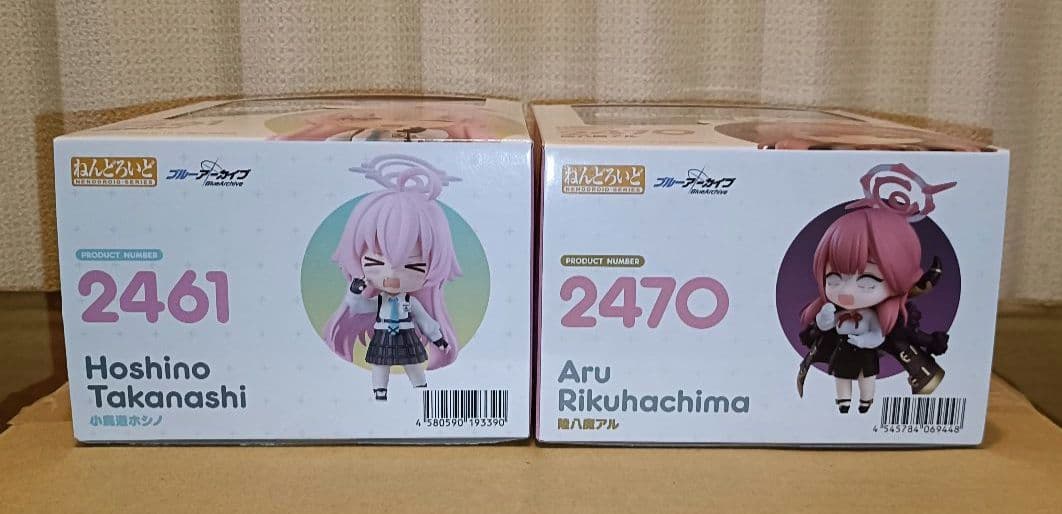 ねんどろいど
NENDOROID SERIES
ブルーアーカイブ
BlueArchive
PRODUCT NUMBER
2461
Hoshino
Takanashi
小鳥遊ホシノ
4 580590 193390
2470
ねんどろいど
NENDOROID SERIES
ブルーアーカイブ
BlueArchive
PRODUCT NUMBER
2470
Aru
Rikuhachima
陸八魔アル
4 545784 069448